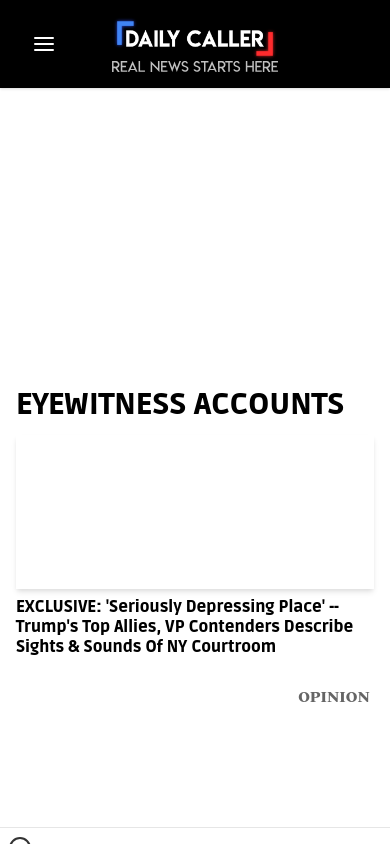 DAILY CALLER
REAL NEWS STARTS HERE
EYEWITNESS ACCOUNTS
EXCLUSIVE: 'Seriously Depressing Place' --
Trump's Top Allies, VP Contenders Describe
Sights & Sounds Of NY Courtroom
OPINION